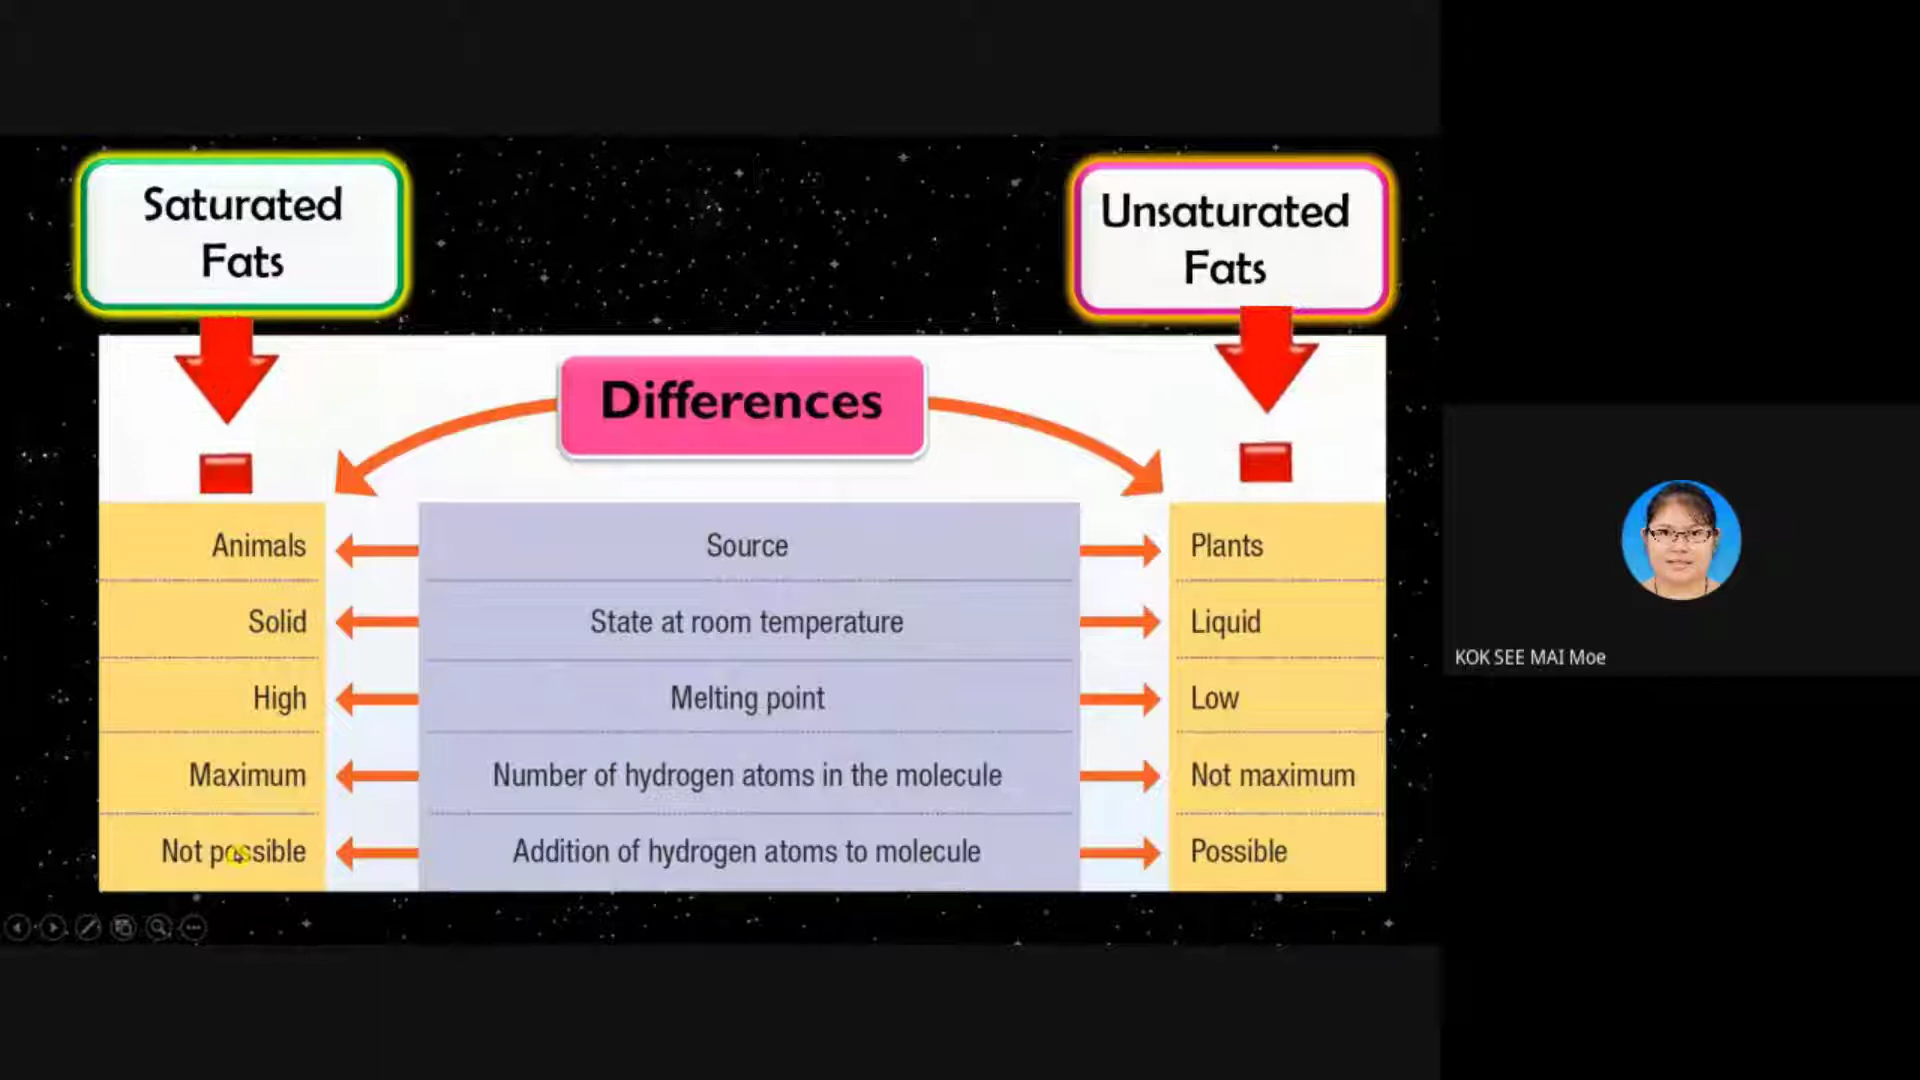 Saturated
Fats
Unsaturated
Fats
Differences
Animals Source Plants
Solid State at room temperature Liquid
High Melting point Low
Maximum Number of hydrogen atoms in the molecule Not maximum
Not possible Addition of hydrogen atoms to molecule Possible
KOK SEE MAI Moe